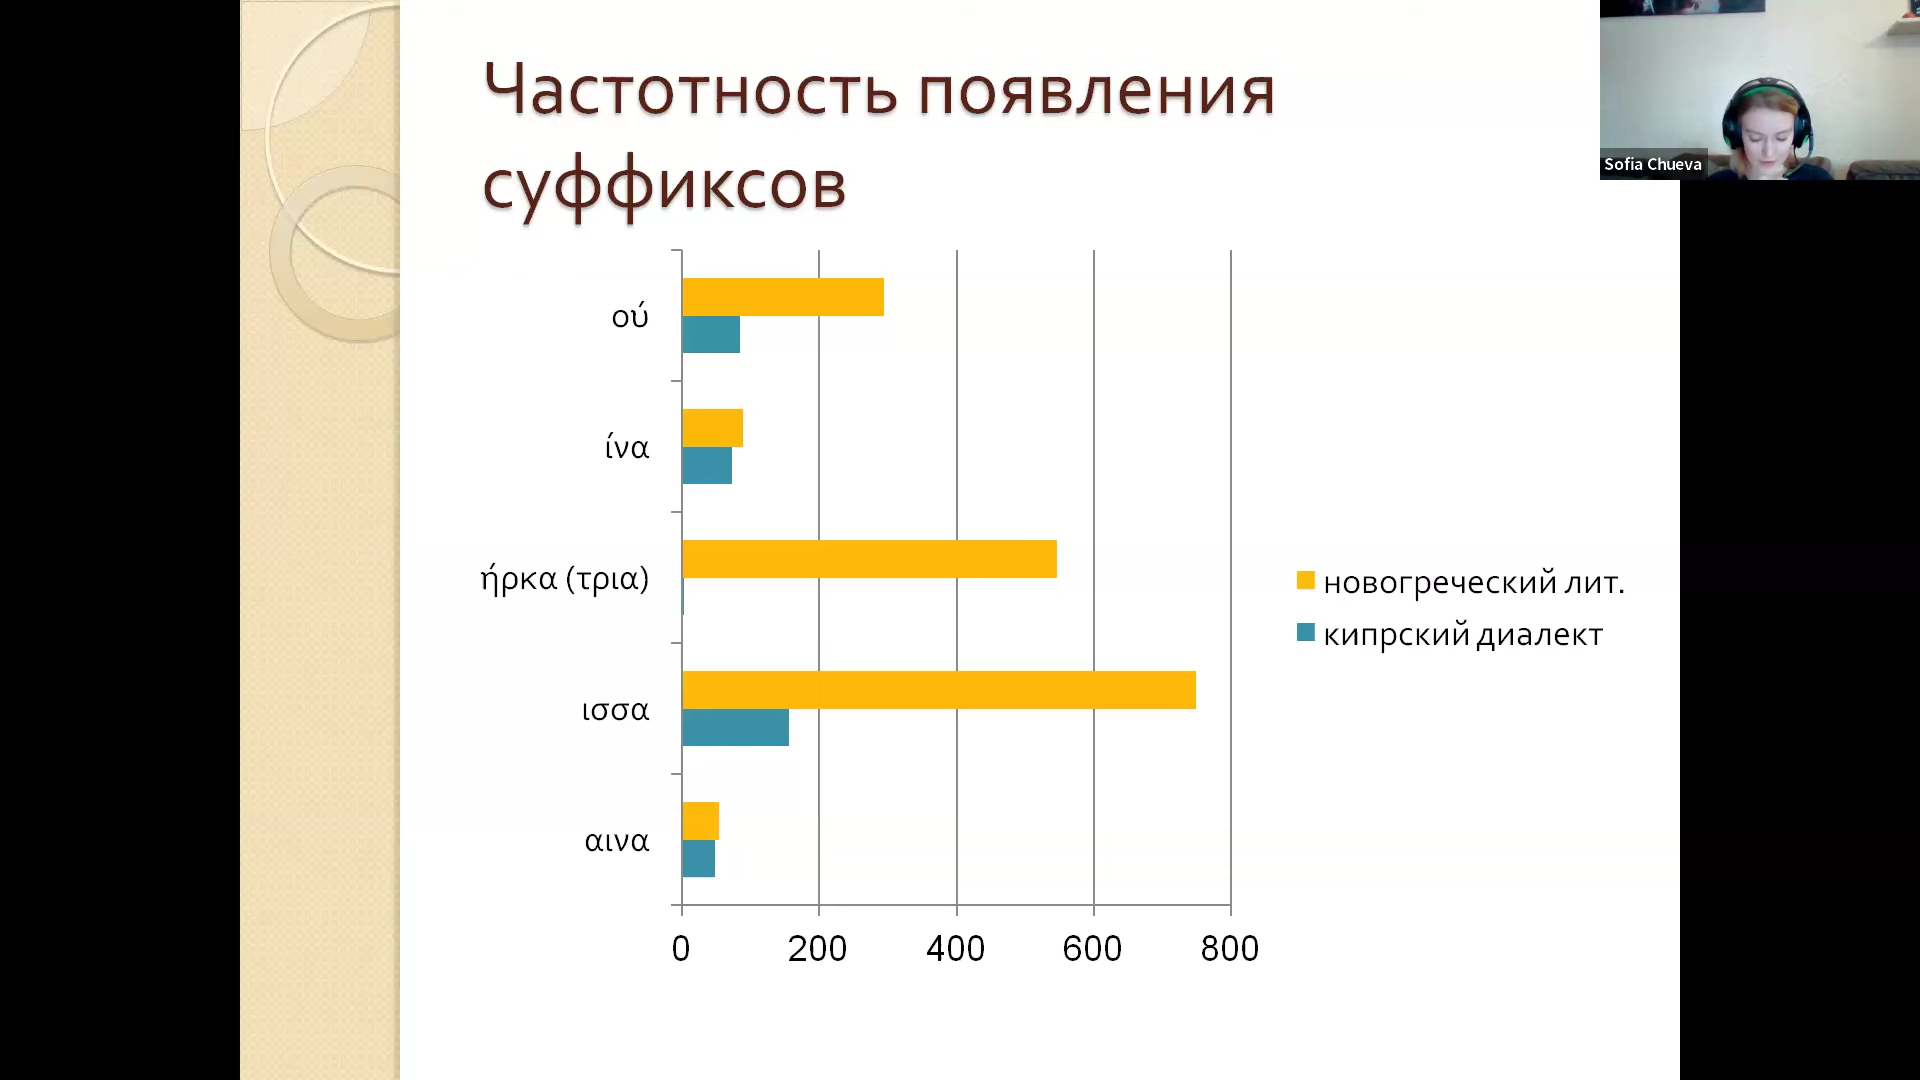 Частотность появления
суффиксов
Sofia Chueva
ού
ίνα
ήρκα (τρια)
ισσα
αινα
0 200 400 600 800
новогреческий лит.
кипрский диалект